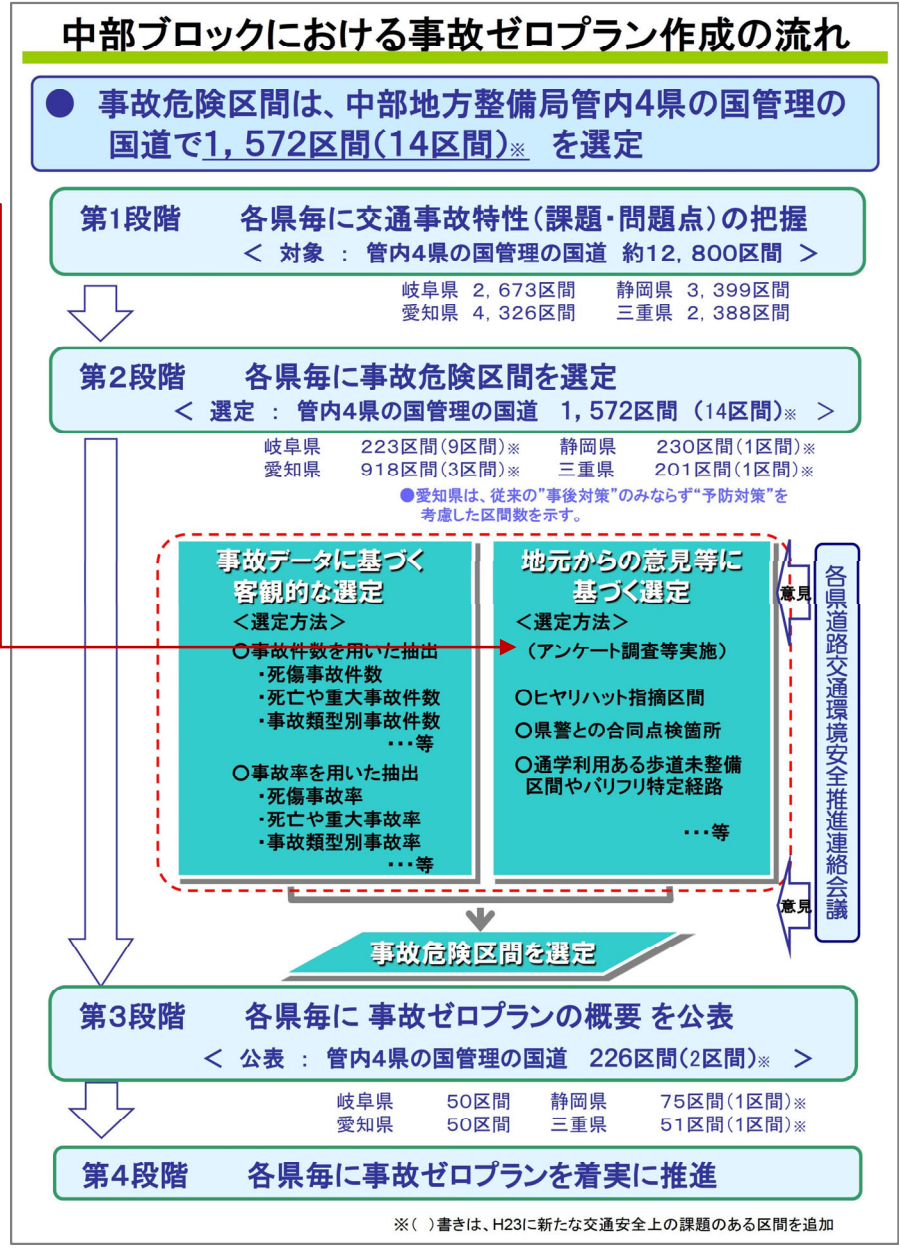 中部ブロックにおける事故ゼロプラン作成の流れ
● 事故危険区間は、中部地方整備局管内4県の国管理の
国道で1,572区間(14区間)※ を選定
第1段階 各県毎に交通事故特性(課題・問題点)の把握
< 対象 : 管内4県の国管理の国道 約12,800区間 >
岐阜県 2,673区間 静岡県 3,399区間
愛知県 4,326区間 三重県 2,388区間
第2段階 各県毎に事故危険区間を選定
< 選定 : 管内4県の国管理の国道 1,572区間 (14区間)※ >
岐阜県 223区間(9区間)※ 静岡県 230区間(1区間)※
愛知県 918区間(3区間)※ 三重県 201区間(1区間)※
●愛知県は、従来の"事後対策"のみならず"予防対策"を
考慮した区間数を示す。
事故データに基づく
客観的な選定
<選定方法>
○事故件数を用いた抽出
・死傷事故件数
・死亡や重大事故件数
・事故類型別事故件数
・・・等
○事故率を用いた抽出
・死傷事故率
・死亡や重大事故率
・事故類型別事故率
・・・等
地元からの意見等に
基づく選定
<選定方法>
(アンケート調査等実施)
○ヒヤリハット指摘区間
○県警との合同点検箇所
○通学利用ある歩道未整備
区間やバリフリ特定経路
・・・等
意見
各県道路交通環境安全推進連絡会議
意見
事故危険区間を選定
第3段階 各県毎に 事故ゼロプランの概要 を公表
< 公表 : 管内4県の国管理の国道 226区間(2区間)※ >
岐阜県 50区間 静岡県 75区間(1区間)※
愛知県 50区間 三重県 51区間(1区間)※
第4段階 各県毎に事故ゼロプランを着実に推進
※( )書きは、H23に新たな交通安全上の課題のある区間を追加